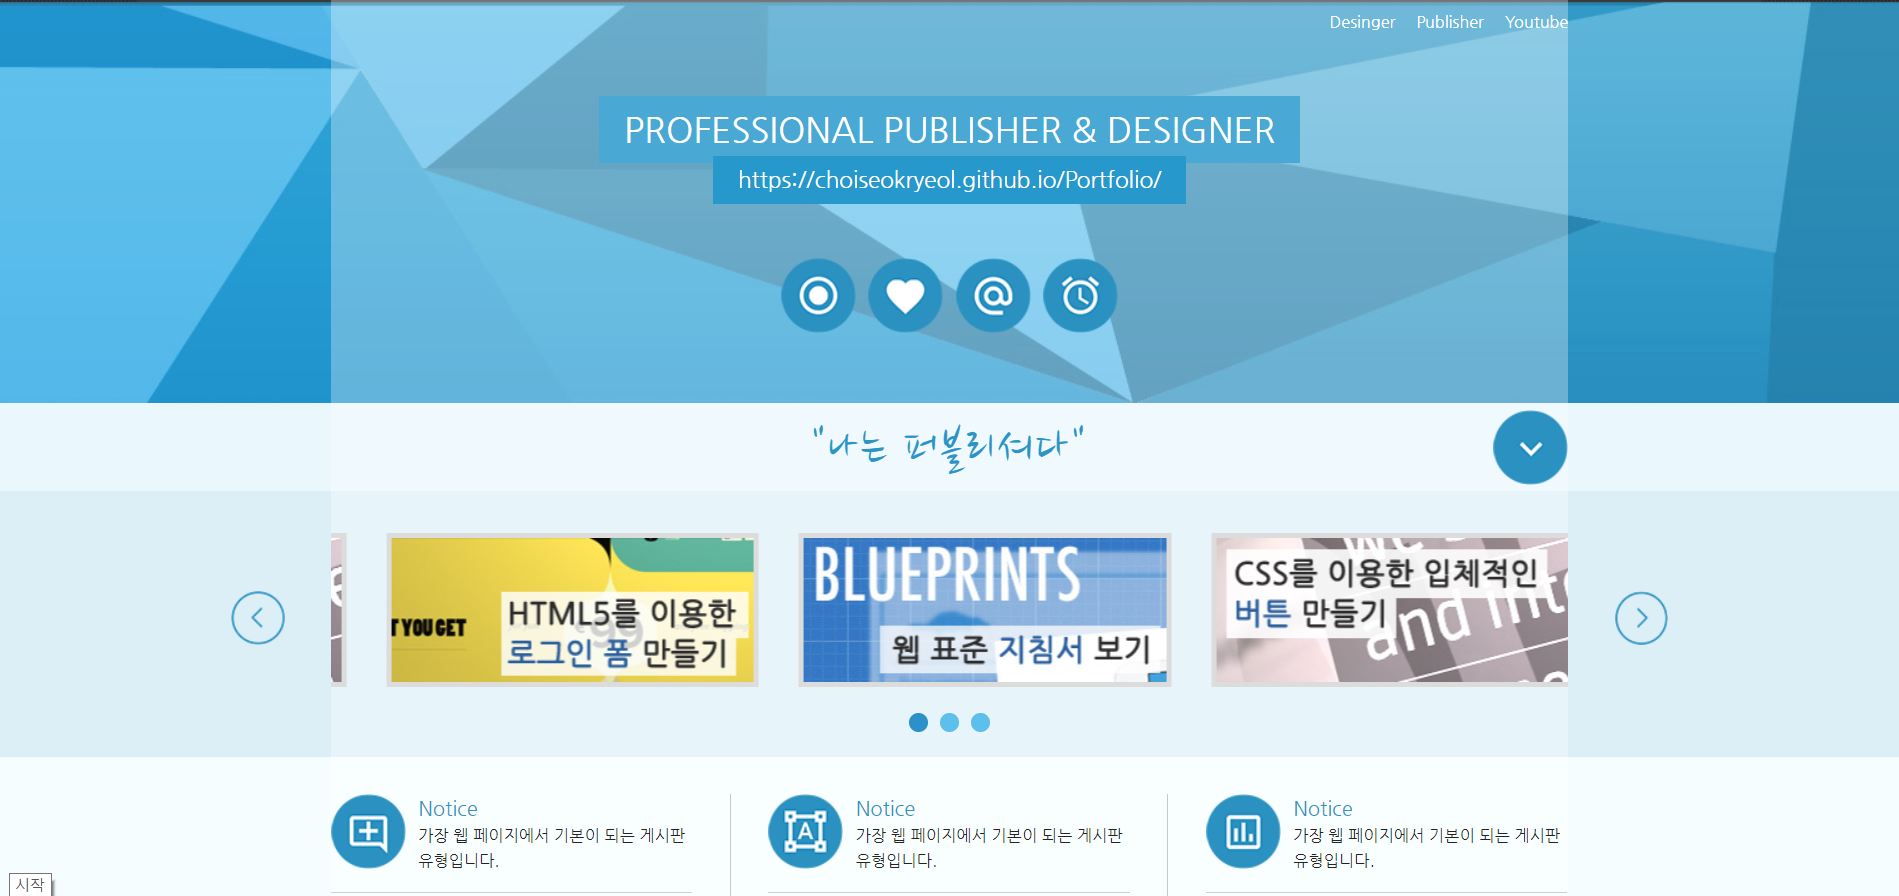 Desinger Publisher Youtube
PROFESSIONAL PUBLISHER & DESIGNER
https://choiseokryeol.github.io/Portfolio/
"나는 퍼블리셔다"
T YOU GET
HTML5를 이용한
로그인 폼 만들기
BLUEPRINTS
웹 표준 지침서 보기
CSS를 이용한 입체적인
버튼 만들기
and inte
Notice
가장 웹 페이지에서 기본이 되는 게시판
유형입니다.
Notice
가장 웹 페이지에서 기본이 되는 게시판
유형입니다.
Notice
가장 웹 페이지에서 기본이 되는 게시판
유형입니다.
시작